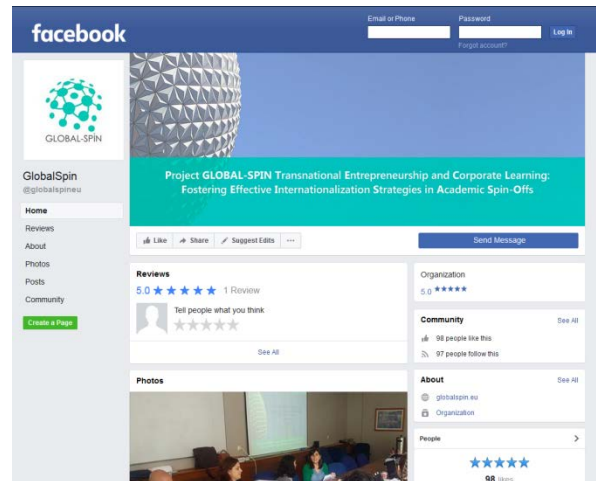 facebook
Email or Phone
Password
Log In
Forgot account?
GLOBAL-SPIN
GlobalSpin
@globalspineu
Home
Reviews
About
Photos
Posts
Community
Create a Page
Project GLOBAL-SPIN Transnational Entrepreneurship and Corporate Learning:
Fostering Effective Internationalization Strategies in Academic Spin-Offs
Like
Share
Suggest Edits
Send Message
Reviews
5.0 ★★★★★ 1 Review
Tell people what you think
See All
Photos
Organization
5.0 ★★★★★
Community
See All
98 people like this
97 people follow this
About
See All
globalspin.eu
Organization
People
98 likes